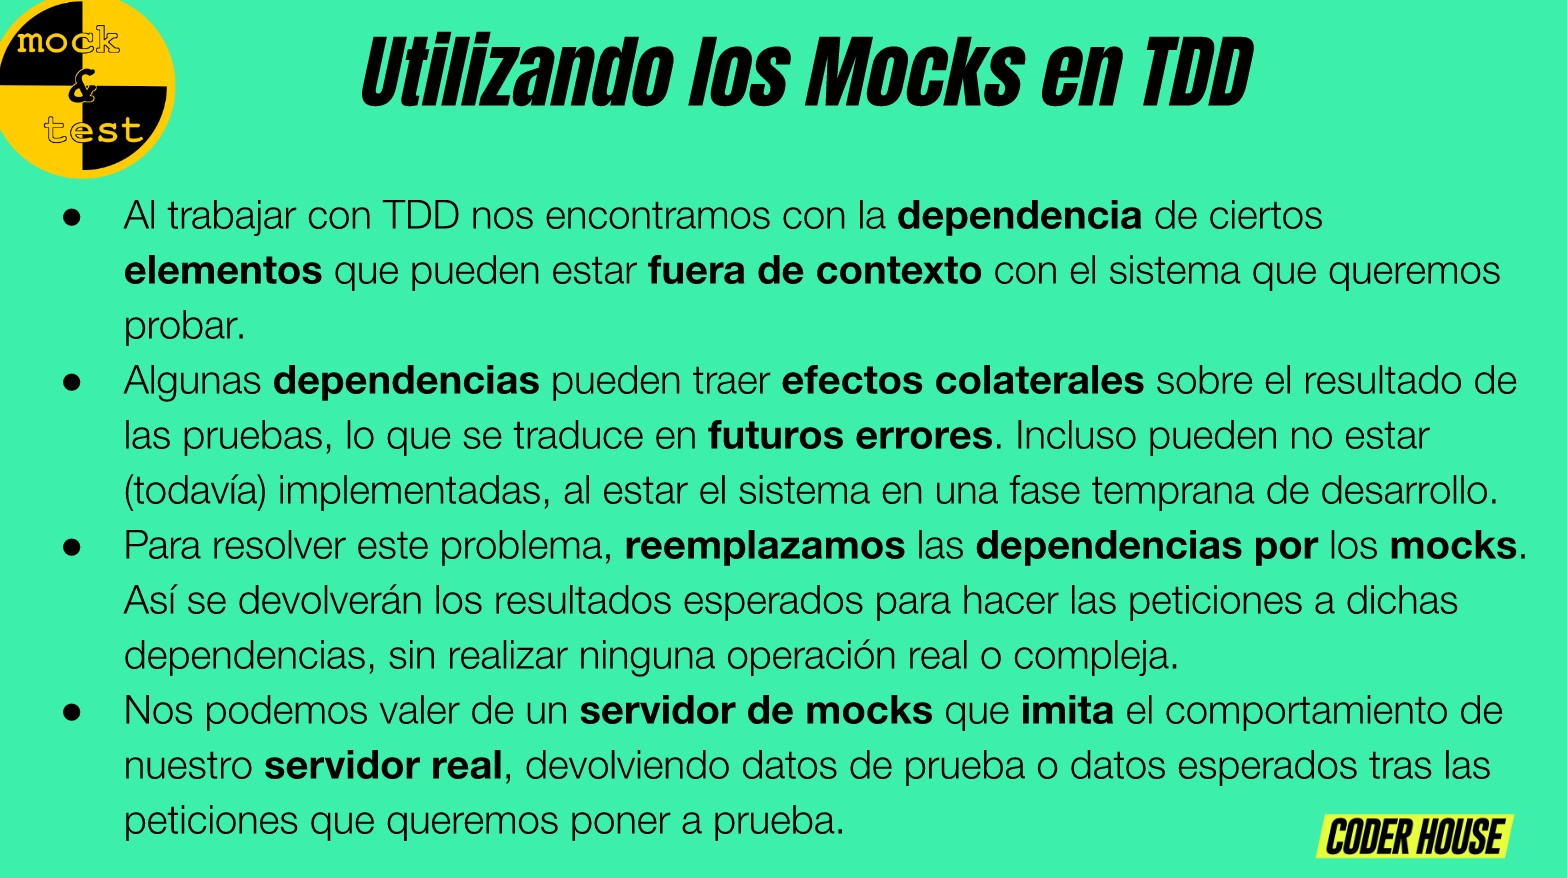 mock
&
test
Utilizando los Mocks en TDD
● Al trabajar con TDD nos encontramos con la dependencia de ciertos
elementos que pueden estar fuera de contexto con el sistema que queremos
probar.
● Algunas dependencias pueden traer efectos colaterales sobre el resultado de
las pruebas, lo que se traduce en futuros errores. Incluso pueden no estar
(todavía) implementadas, al estar el sistema en una fase temprana de desarrollo.
● Para resolver este problema, reemplazamos las dependencias por los mocks.
Así se devolverán los resultados esperados para hacer las peticiones a dichas
dependencias, sin realizar ninguna operación real o compleja.
● Nos podemos valer de un servidor de mocks que imita el comportamiento de
nuestro servidor real, devolviendo datos de prueba o datos esperados tras las
peticiones que queremos poner a prueba.
CODER HOUSE